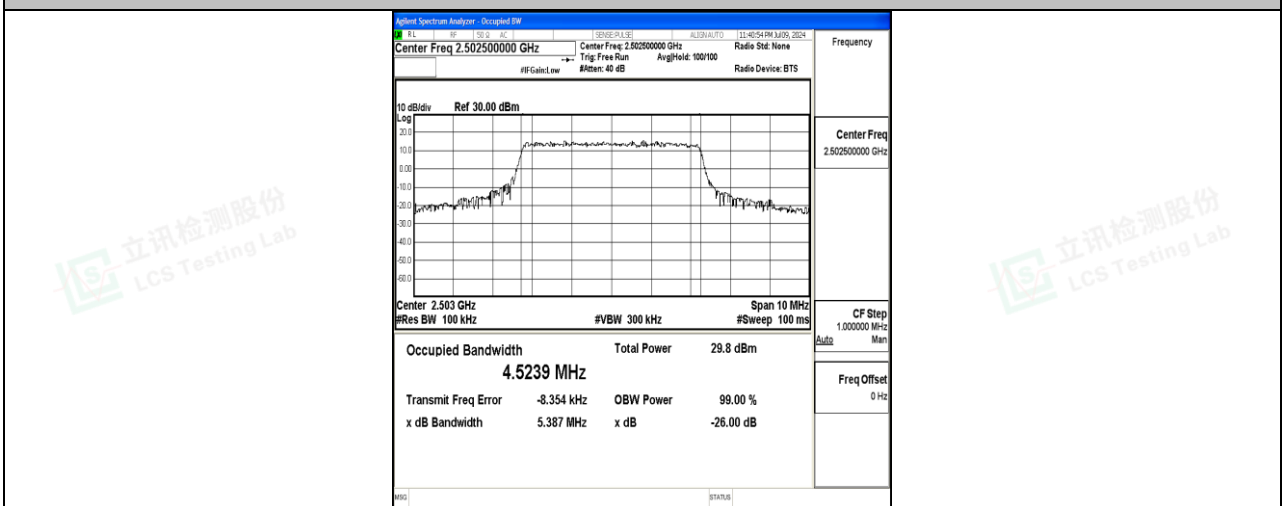 Agilent Spectrum Analyzer - Occupied BW
RL RF 50 Ω AC SENSE:PULSE ALIGNAUTO 11:40:54 PM Jul 09, 2024
Center Freq 2.502500000 GHz
Center Freq: 2.502500000 GHz
Radio Std: None
Trig: Free Run Avg|Hold: 100/100
#IFGain:Low #Atten: 40 dB Radio Device: BTS
Frequency
10 dB/div Ref 30.00 dBm
Log
20.0
10.0
0.00
-10.0
-20.0
-30.0
-40.0
-50.0
-60.0
Center Freq
2.502500000 GHz
Center 2.503 GHz Span 10 MHz
#Res BW 100 kHz #VBW 300 kHz #Sweep 100 ms
CF Step
1.000000 MHz
Auto Man
Occupied Bandwidth Total Power 29.8 dBm
4.5239 MHz
Transmit Freq Error -8.354 kHz OBW Power 99.00 %
x dB Bandwidth 5.387 MHz x dB -26.00 dB
Freq Offset
0 Hz
MSG STATUS
立讯检测股份
LCS Testing Lab
立讯检测股份
LCS Testing Lab